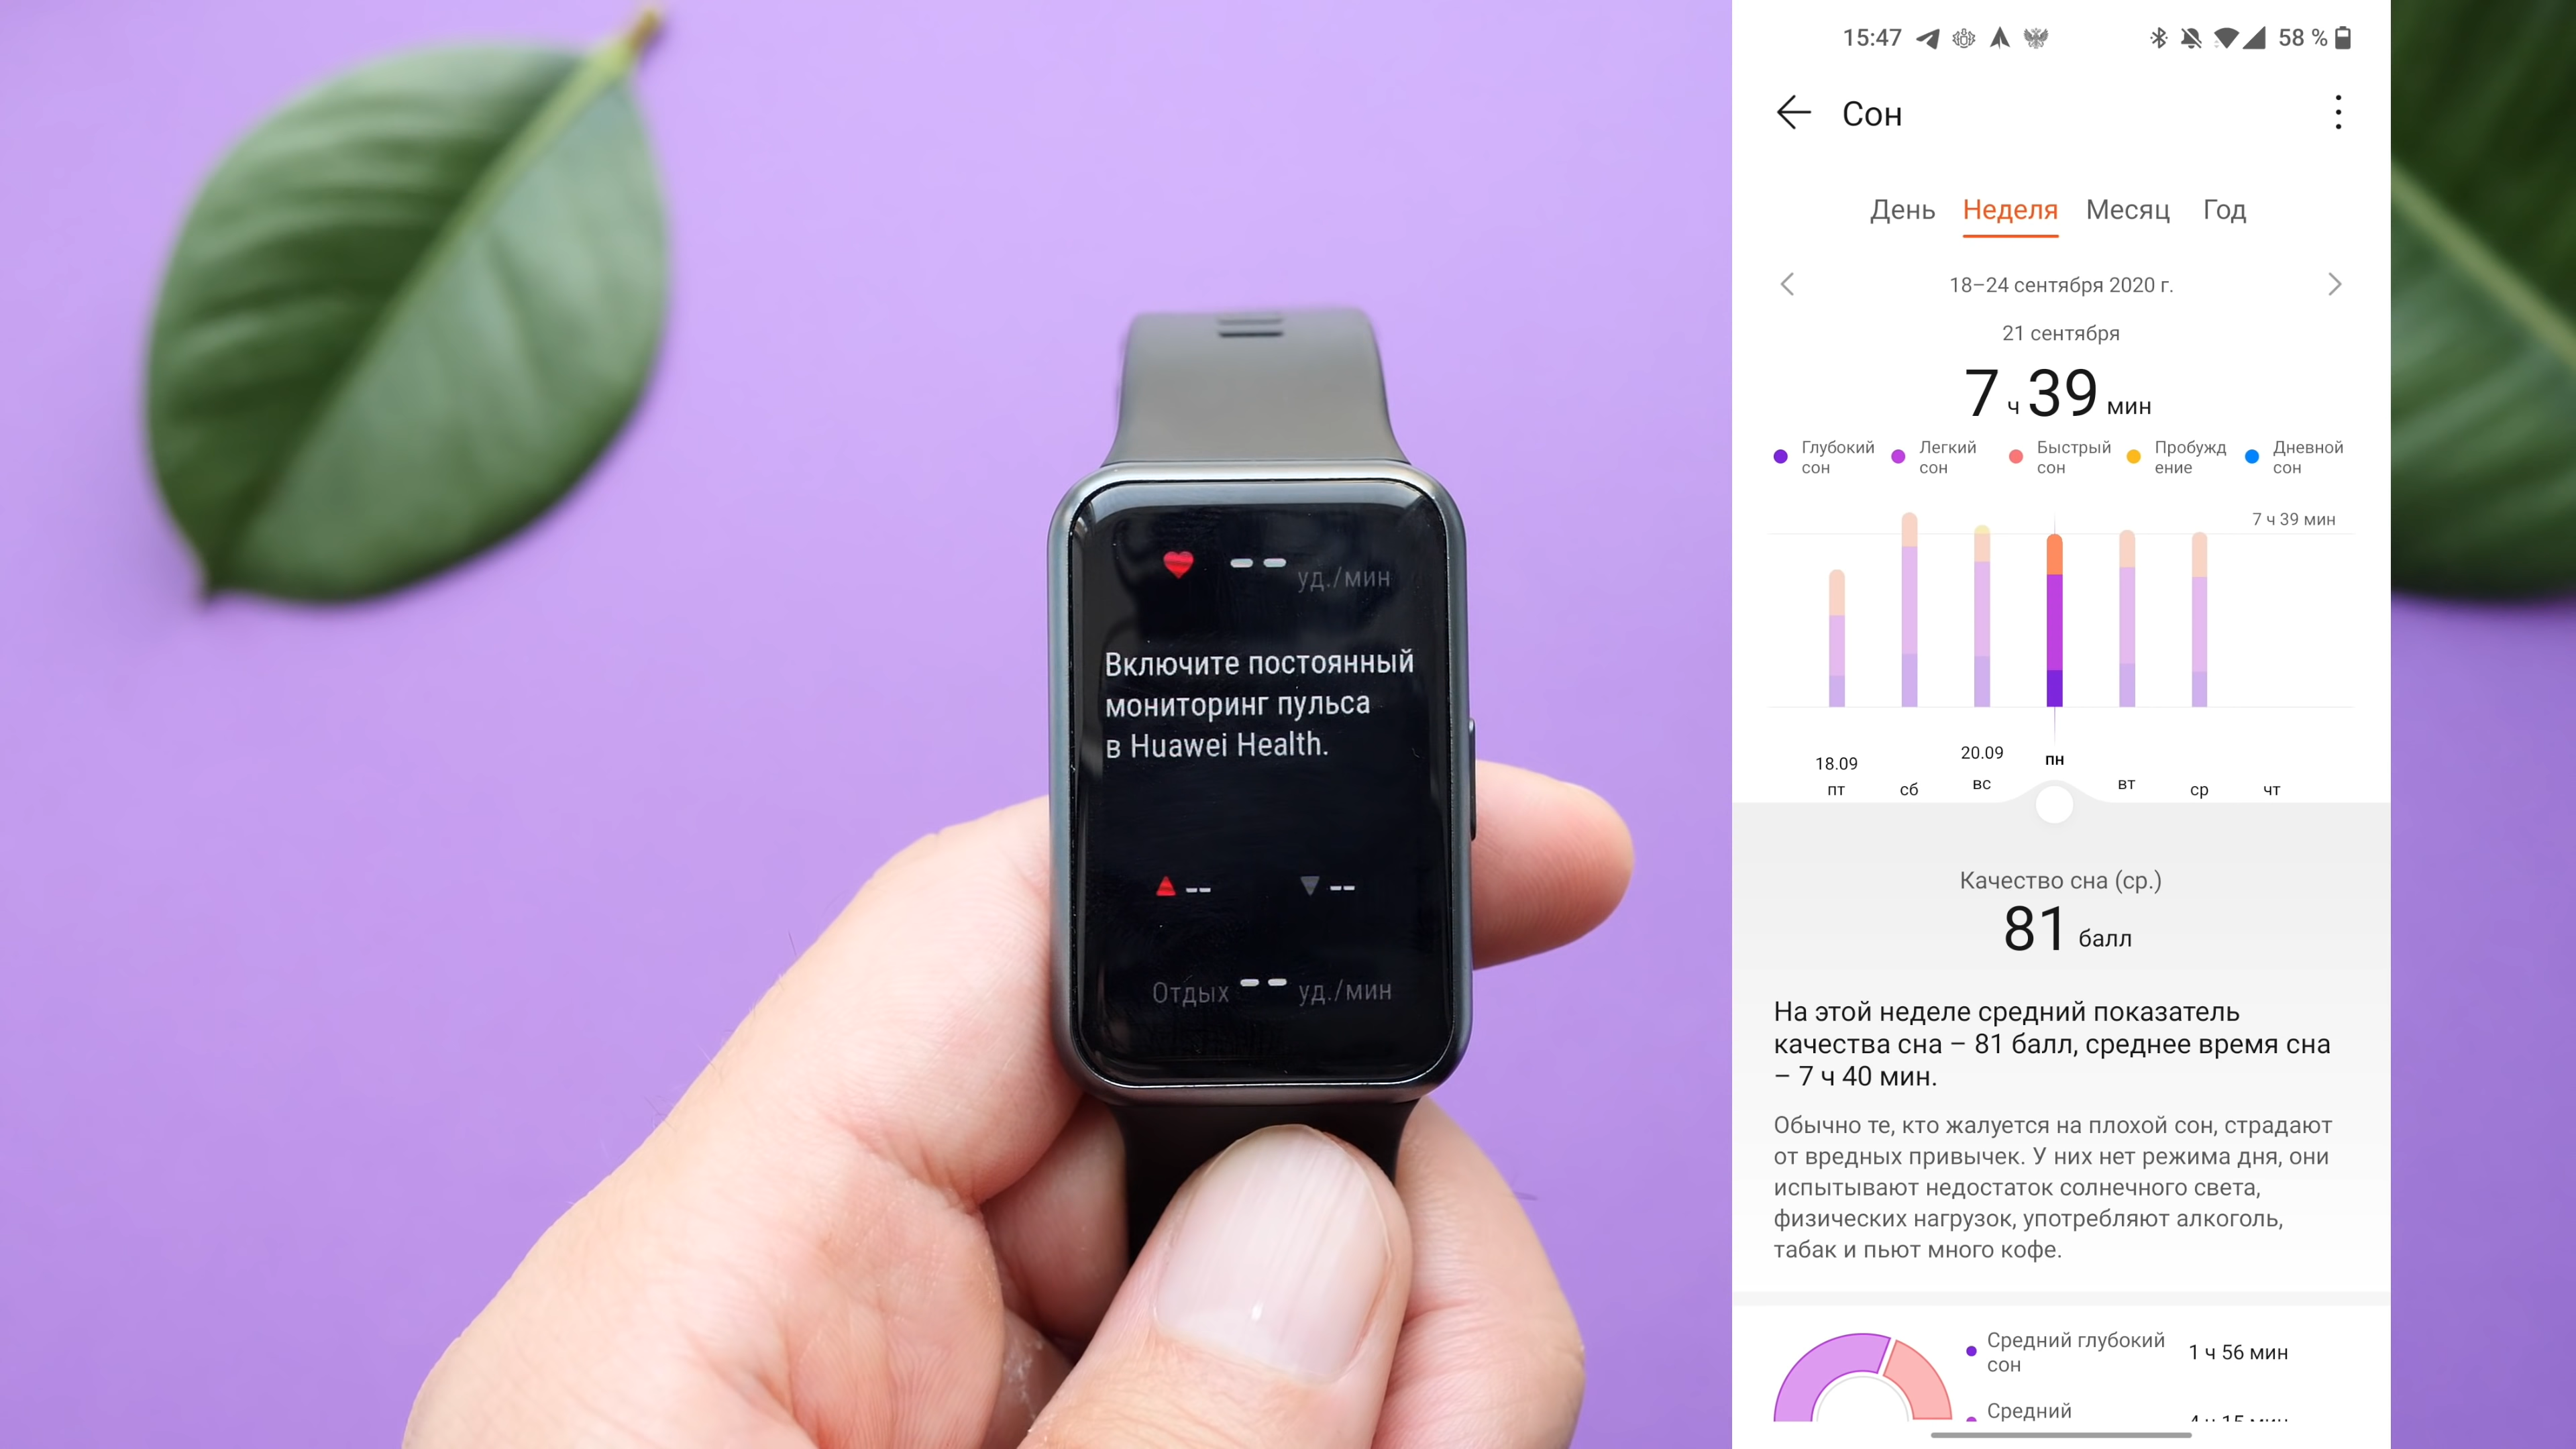 -- уд./мин
Включите постоянный
мониторинг пульса
в Huawei Health.
-- --
Отдых -- уд./мин
15:47 58 %
Сон
День Неделя Месяц Год
18–24 сентября 2020 г.
21 сентября
7 ч 39 мин
Глубокий
сон
Легкий
сон
Быстрый
сон
Пробужд
ение
Дневной
сон
7 ч 39 мин
18.09
пт
сб
20.09
вс
пн
вт
ср
чт
Качество сна (ср.)
81 балл
На этой неделе средний показатель
качества сна – 81 балл, среднее время сна
– 7 ч 40 мин.
Обычно те, кто жалуется на плохой сон, страдают
от вредных привычек. У них нет режима дня, они
испытывают недостаток солнечного света,
физических нагрузок, употребляют алкоголь,
табак и пьют много кофе.
Средний глубокий
сон
1 ч 56 мин
Средний